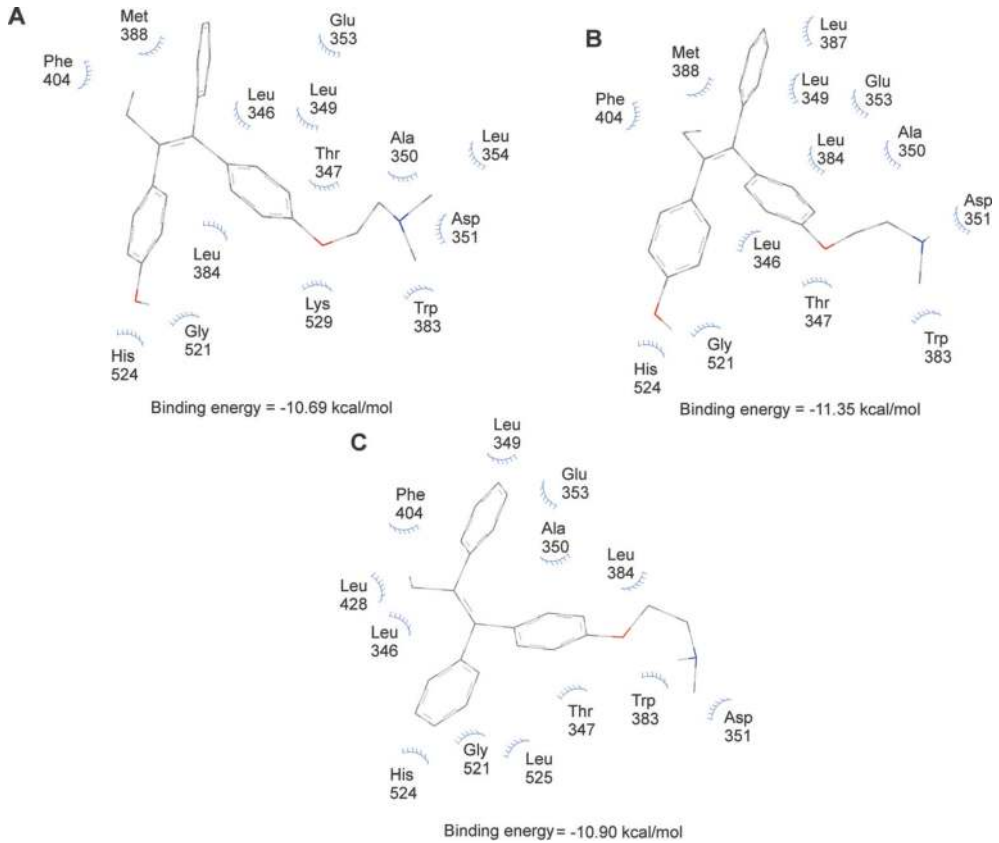 A
Met
388
Glu
353
Phe
404
Leu
346
Leu
349
Thr
347
Ala
350
Leu
354
Asp
351
Leu
384
Lys
529
Trp
383
Gly
521
His
524
Binding energy = -10.69 kcal/mol
B
Leu
387
Met
388
Leu
349
Glu
353
Phe
404
Leu
384
Ala
350
Asp
351
Leu
346
Thr
347
Trp
383
Gly
521
His
524
Binding energy = -11.35 kcal/mol
C
Leu
349
Glu
353
Phe
404
Ala
350
Leu
384
Leu
428
Leu
346
Thr
347
Trp
383
Asp
351
Gly
521
Leu
525
His
524
Binding energy = -10.90 kcal/mol